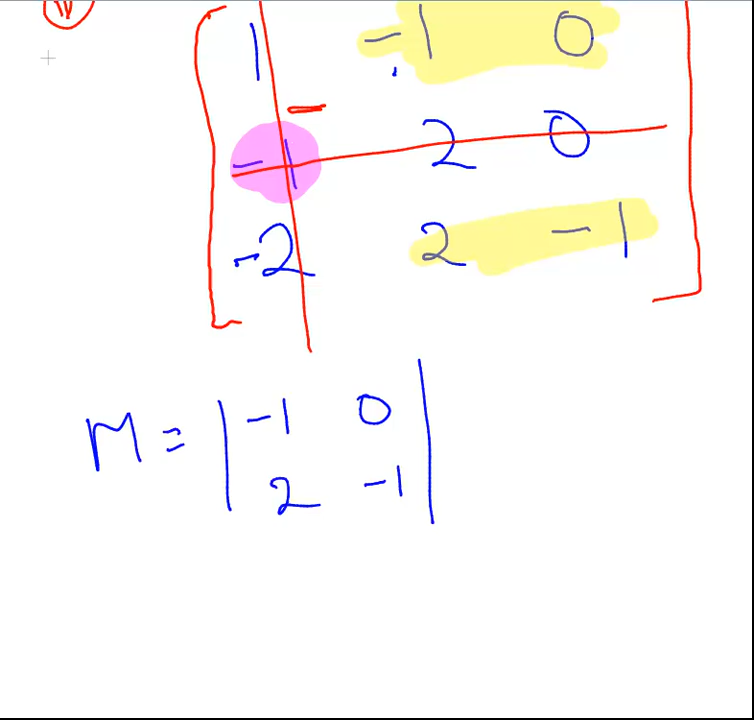 1 -1 0
-1 2 0
-2 2 -1
M = | -1 0 |
| 2 -1 |